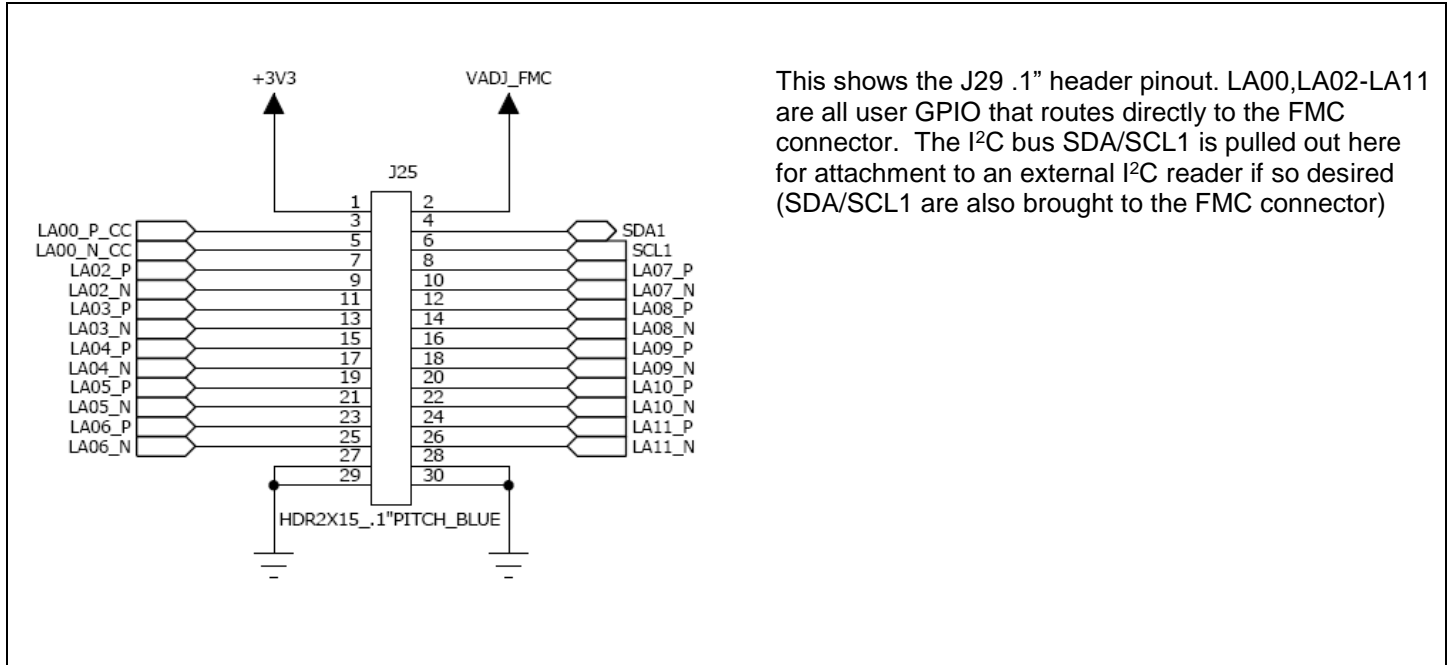 +3V3
VADJ_FMC
J25
1
2
3
4
LA00_P_CC
SDA1
5
6
LA00_N_CC
SCL1
7
8
LA02_P
LA07_P
9
10
LA02_N
LA07_N
11
12
LA03_P
LA08_P
13
14
LA03_N
LA08_N
15
16
LA04_P
LA09_P
17
18
LA04_N
LA09_N
19
20
LA05_P
LA10_P
21
22
LA05_N
LA10_N
23
24
LA06_P
LA11_P
25
26
LA06_N
LA11_N
27
28
29
30
HDR2X15_.1"PITCH_BLUE
This shows the J29 .1” header pinout. LA00,LA02-LA11
are all user GPIO that routes directly to the FMC
connector.  The I²C bus SDA/SCL1 is pulled out here
for attachment to an external I²C reader if so desired
(SDA/SCL1 are also brought to the FMC connector)